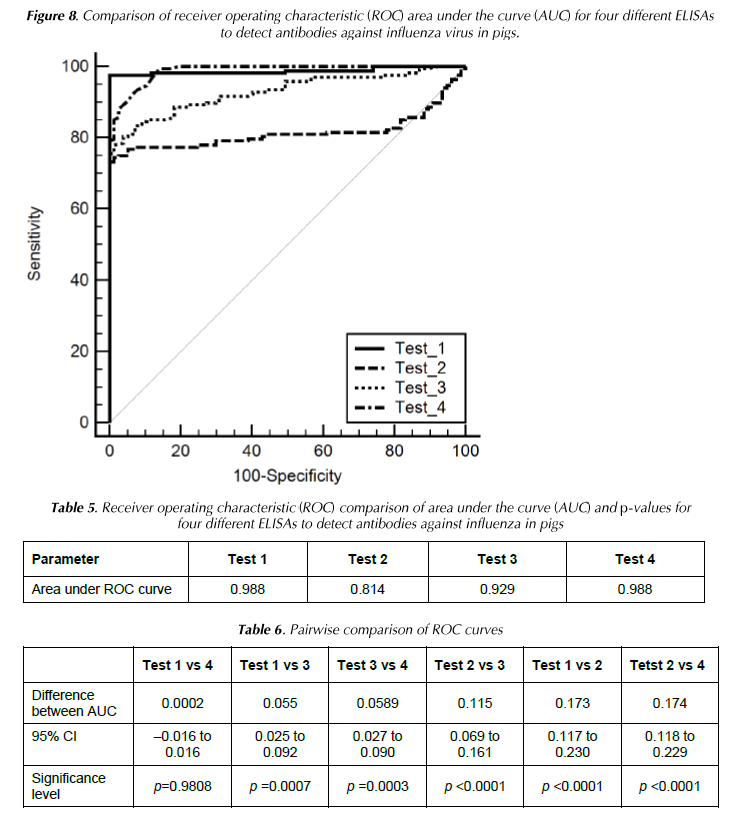 Figure 8. Comparison of receiver operating characteristic (ROC) area under the curve (AUC) for four different ELISAs
to detect antibodies against influenza virus in pigs.
100
80
60
40
20
0
Sensitivity
Test_1
Test_2
Test_3
Test_4
0 20 40 60 80 100
100-Specificity
Table 5. Receiver operating characteristic (ROC) comparison of area under the curve (AUC) and p-values for
four different ELISAs to detect antibodies against influenza in pigs
Parameter Test 1 Test 2 Test 3 Test 4
Area under ROC curve 0.988 0.814 0.929 0.988
Table 6. Pairwise comparison of ROC curves
Test 1 vs 4 Test 1 vs 3 Test 3 vs 4 Test 2 vs 3 Test 1 vs 2 Tetst 2 vs 4
Difference
between AUC 0.0002 0.055 0.0589 0.115 0.173 0.174
95% CI –0.016 to 0.025 to 0.027 to 0.069 to 0.117 to 0.118 to
0.016 0.092 0.090 0.161 0.230 0.229
Significance
level p=0.9808 p =0.0007 p =0.0003 p <0.0001 p <0.0001 p <0.0001